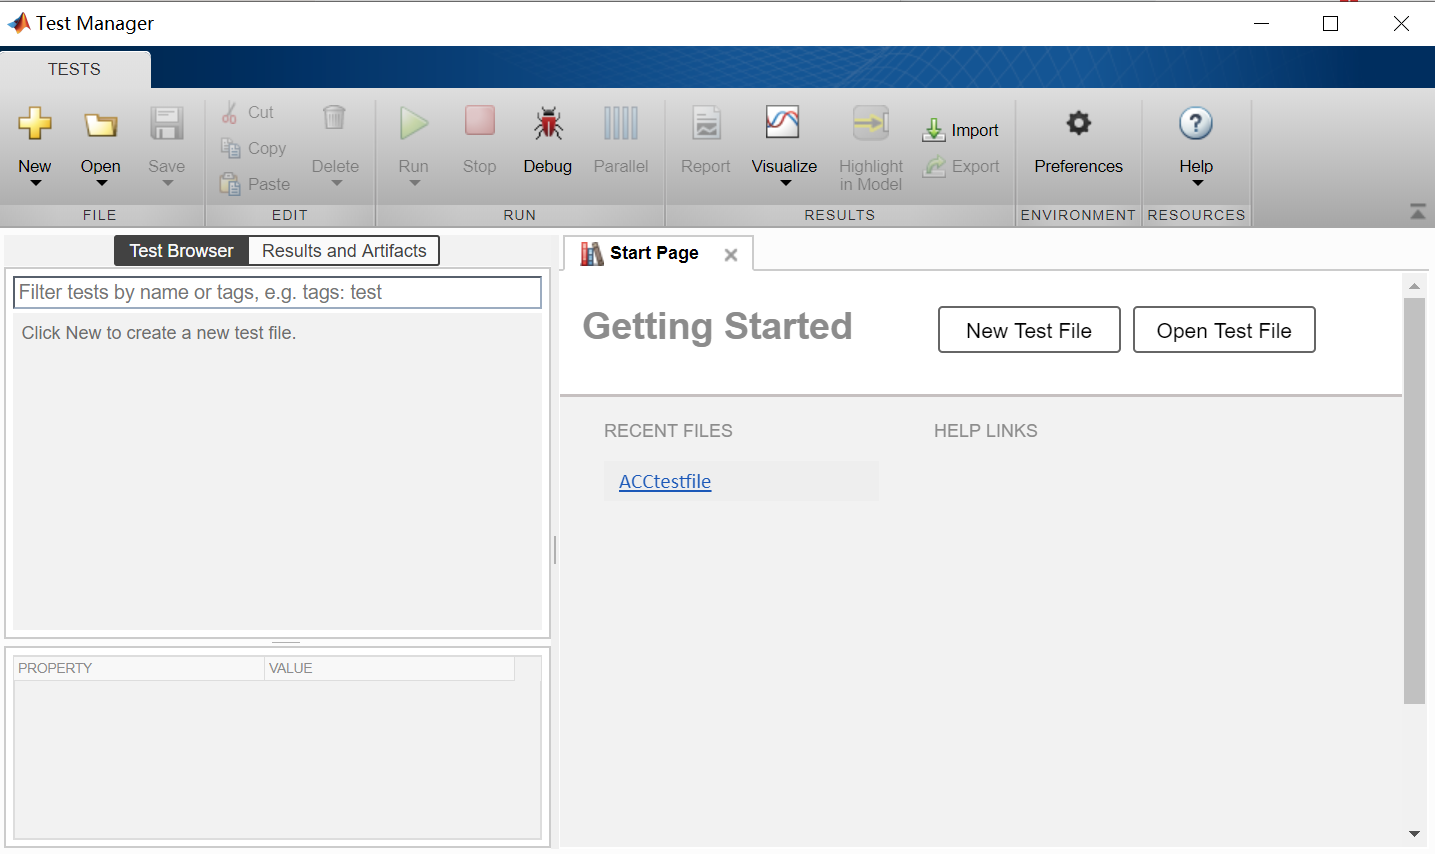 Test Manager
TESTS
New
Open
Save
Cut
Copy
Paste
Delete
Run
Stop
Debug
Parallel
Report
Visualize
Highlight
in Model
Import
Export
Preferences
Help
FILE
EDIT
RUN
RESULTS
ENVIRONMENT
RESOURCES
Test Browser
Results and Artifacts
Filter tests by name or tags, e.g. tags: test
Click New to create a new test file.
PROPERTY
VALUE
Start Page
Getting Started
New Test File
Open Test File
RECENT FILES
HELP LINKS
ACCtestfile